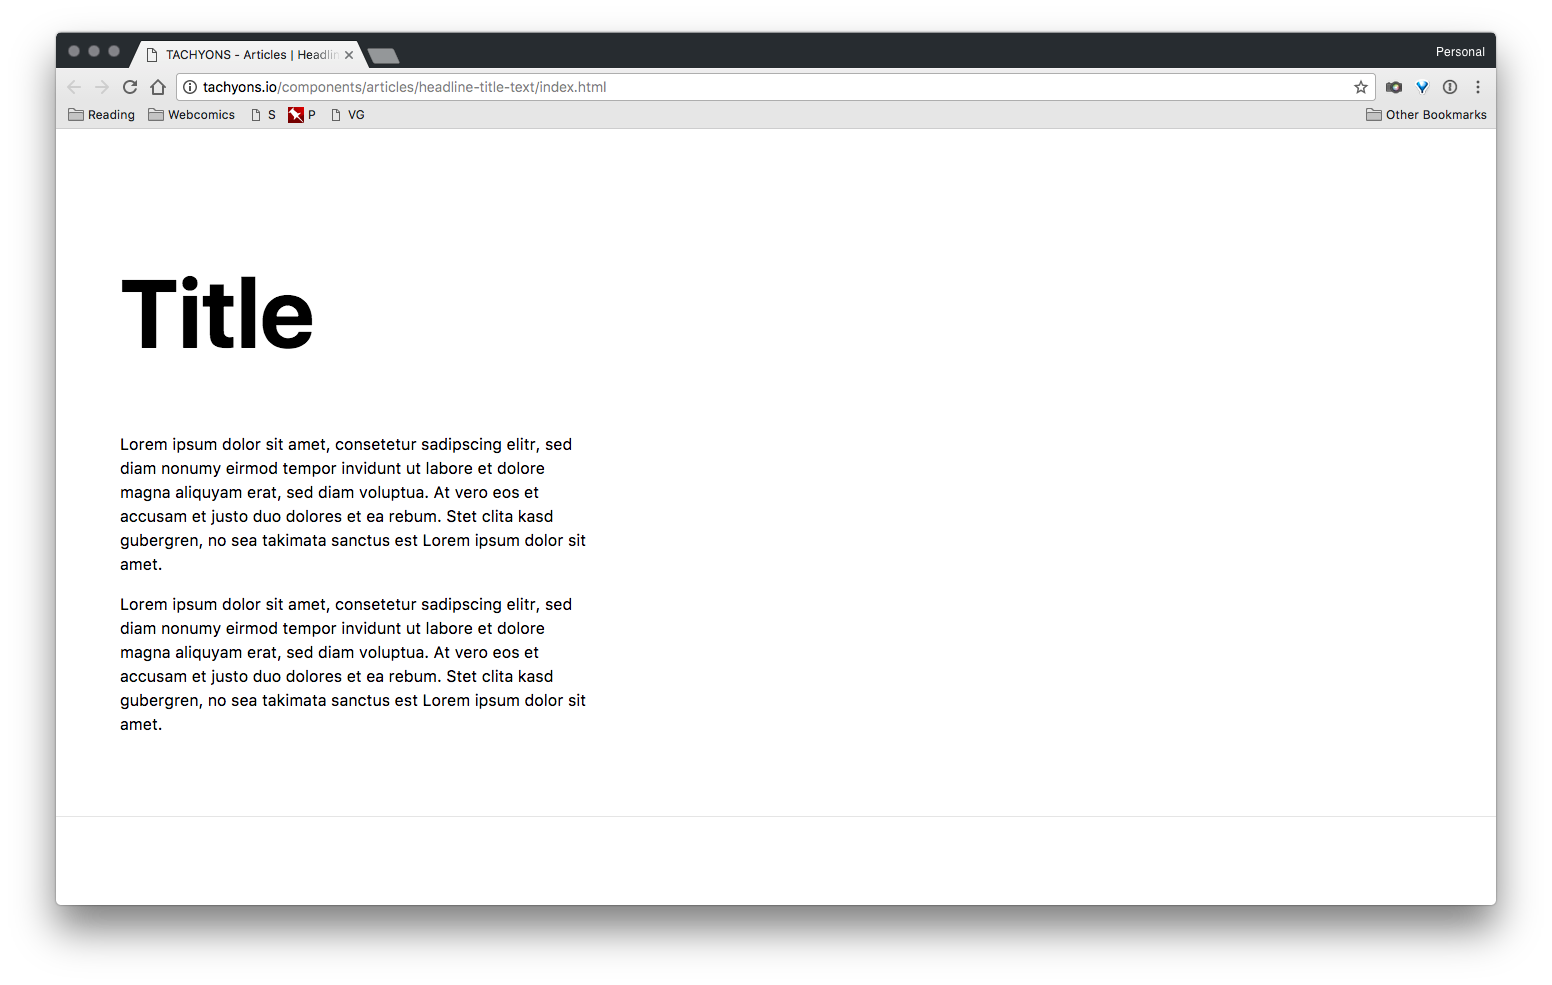 TACHYONS - Articles | Headlin
Personal
tachyons.io/components/articles/headline-title-text/index.html
Reading Webcomics S P VG Other Bookmarks
Title
Lorem ipsum dolor sit amet, consetetur sadipscing elitr, sed
diam nonumy eirmod tempor invidunt ut labore et dolore
magna aliquyam erat, sed diam voluptua. At vero eos et
accusam et justo duo dolores et ea rebum. Stet clita kasd
gubergren, no sea takimata sanctus est Lorem ipsum dolor sit
amet.
Lorem ipsum dolor sit amet, consetetur sadipscing elitr, sed
diam nonumy eirmod tempor invidunt ut labore et dolore
magna aliquyam erat, sed diam voluptua. At vero eos et
accusam et justo duo dolores et ea rebum. Stet clita kasd
gubergren, no sea takimata sanctus est Lorem ipsum dolor sit
amet.